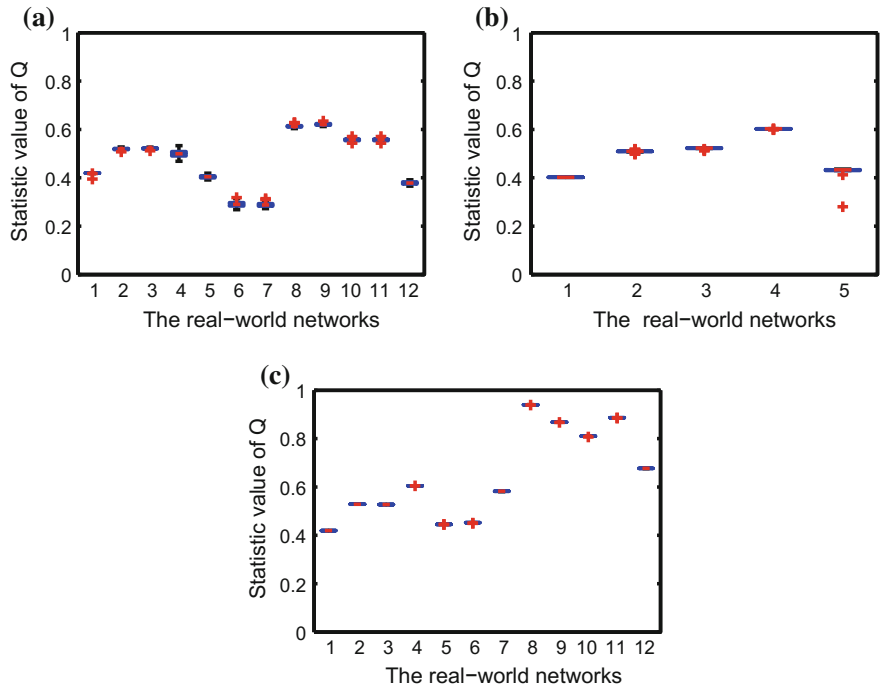 (a)
Statistic value of Q
1
0.8
0.6
0.4
0.2
0
1 2 3 4 5 6 7 8 9 10 11 12
The real−world networks
(b)
Statistic value of Q
1
0.8
0.6
0.4
0.2
0
1 2 3 4 5
The real−world networks
(c)
Statistic value of Q
1
0.8
0.6
0.4
0.2
0
1 2 3 4 5 6 7 8 9 10 11 12
The real−world networks